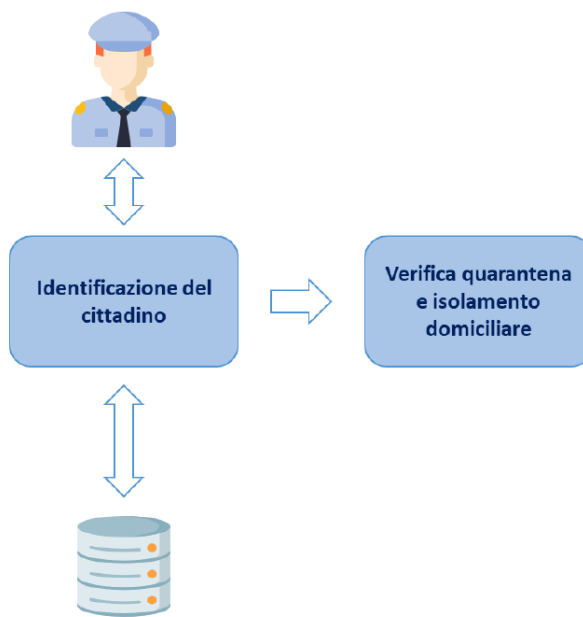 Identificazione del
cittadino
Verifica quarantena
e isolamento
domiciliare